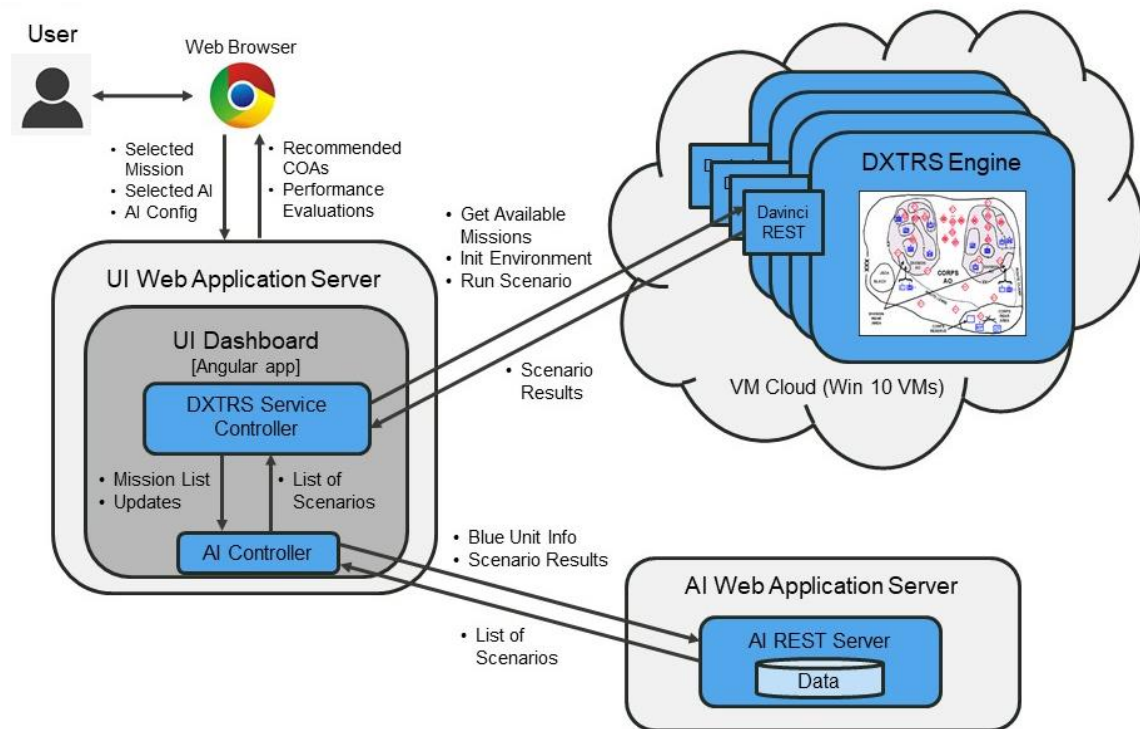 User
Web Browser
• Selected
Mission
• Selected AI
• AI Config
• Recommended
COAs
• Performance
Evaluations
UI Web Application Server
UI Dashboard
[Angular app]
DXTRS Service
Controller
• Mission List
• Updates
• List of
Scenarios
AI Controller
• Get Available
Missions
• Init Environment
• Run Scenario
• Scenario
Results
DXTRS Engine
Davinci
REST
CORPS
AO
VM Cloud (Win 10 VMs)
• Blue Unit Info
• Scenario Results
• List of
Scenarios
AI Web Application Server
AI REST Server
Data